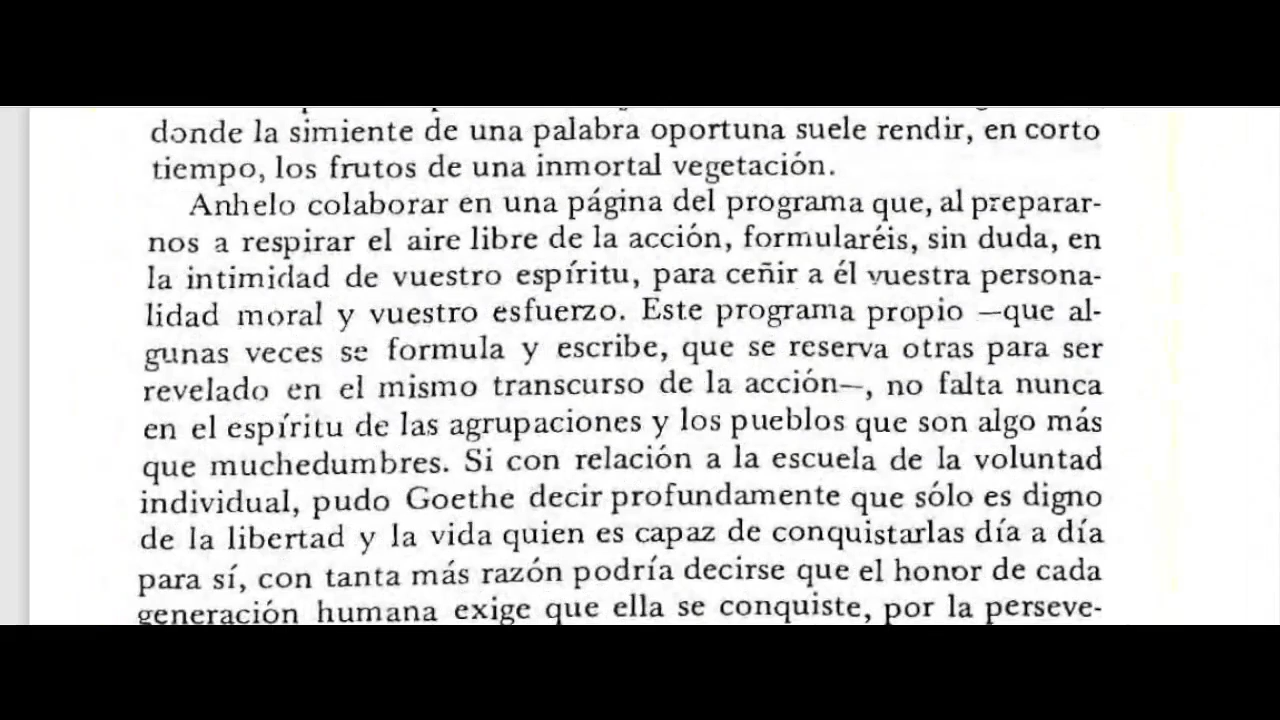 donde la simiente de una palabra oportuna suele rendir, en corto
tiempo, los frutos de una inmortal vegetación.
Anhelo colaborar en una página del programa que, al preparar-
nos a respirar el aire libre de la acción, formularéis, sin duda, en
la intimidad de vuestro espíritu, para ceñir a él vuestra persona-
lidad moral y vuestro esfuerzo. Este programa propio —que al-
gunas veces se formula y escribe, que se reserva otras para ser
revelado en el mismo transcurso de la acción—, no falta nunca
en el espíritu de las agrupaciones y los pueblos que son algo más
que muchedumbres. Si con relación a la escuela de la voluntad
individual, pudo Goethe decir profundamente que sólo es digno
de la libertad y la vida quien es capaz de conquistarlas día a día
para sí, con tanta más razón podría decirse que el honor de cada
generación humana exige que ella se conquiste, por la perseve-